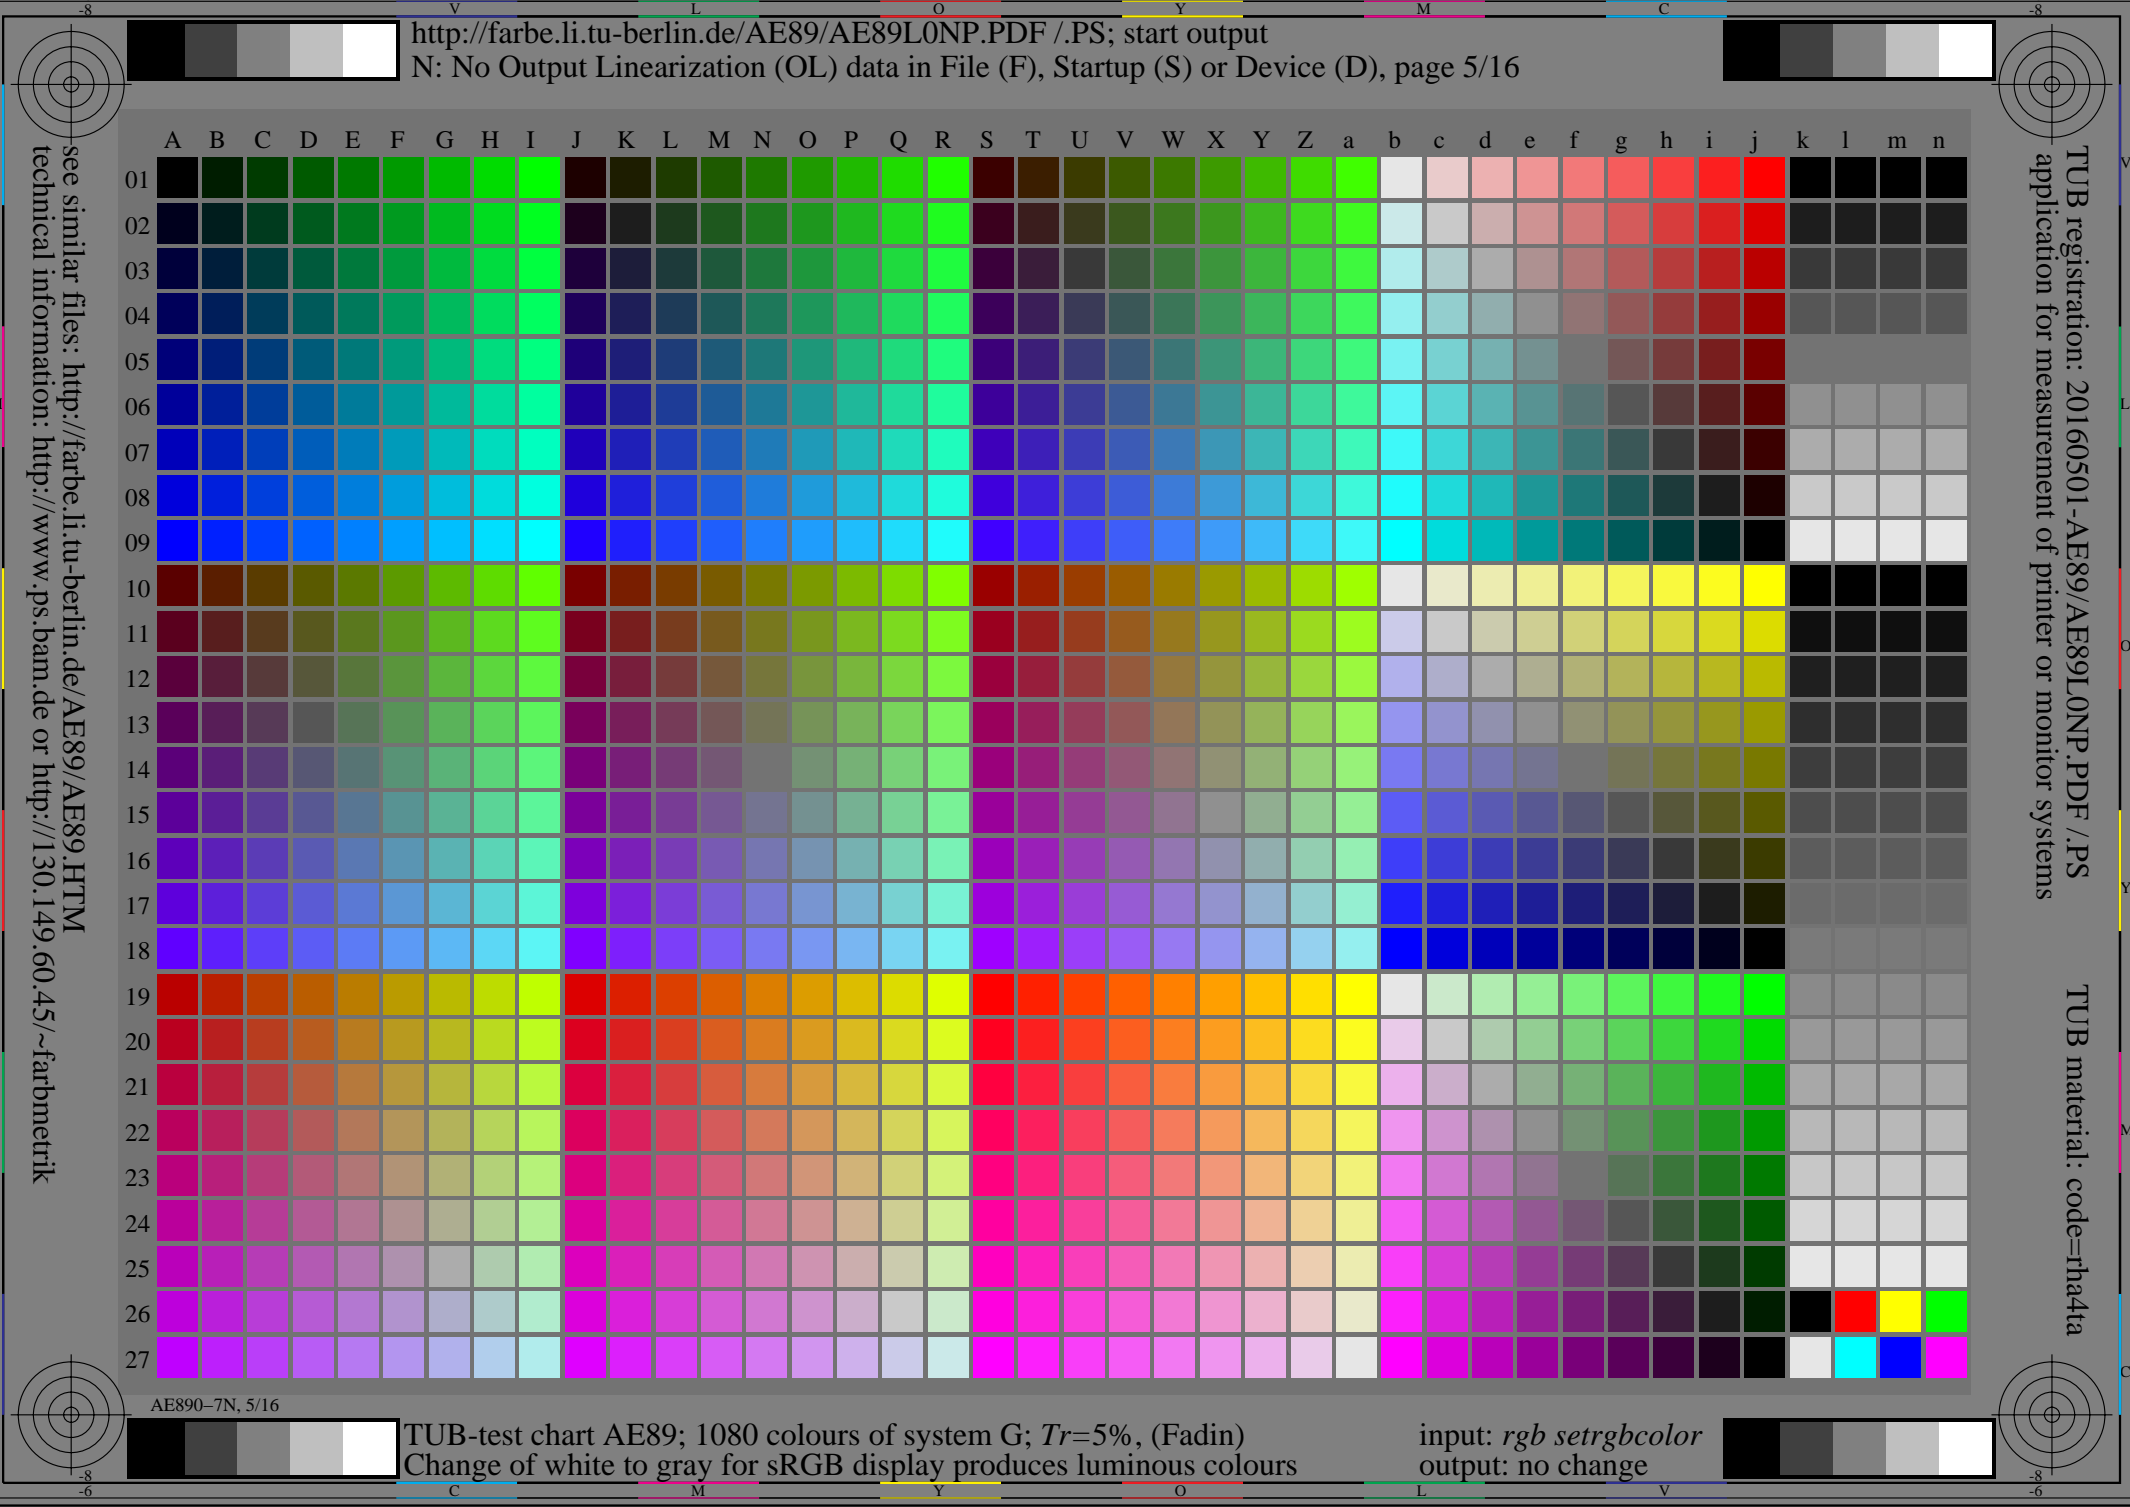 -8 V L O Y M C -8
http://farbe.li.tu-berlin.de/AE89/AE89L0NP.PDF /.PS; start output
N: No Output Linearization (OL) data in File (F), Startup (S) or Device (D), page 5/16
see similar files: http://farbe.li.tu-berlin.de/AE89/AE89.HTM
technical information: http://www.ps.bam.de or http://130.149.60.45/~farbmetrik
A B C D E F G H I J K L M N O P Q R S T U V W X Y Z a b c d e f g h i j k l m n
01
02
03
04
05
06
07
08
09
10
11
12
13
14
15
16
17
18
19
20
21
22
23
24
25
26
27
TUB registration: 20160501-AE89/AE89L0NP.PDF /.PS
application for measurement of printer or monitor systems
TUB material: code=rha4ta
V
L
O
Y
M
C
AE890-7N, 5/16
TUB-test chart AE89; 1080 colours of system G; Tr=5%, (Fadin)
Change of white to gray for sRGB display produces luminous colours
input: rgb setrgbcolor
output: no change
-8 -8
-6 C M Y O L V -6